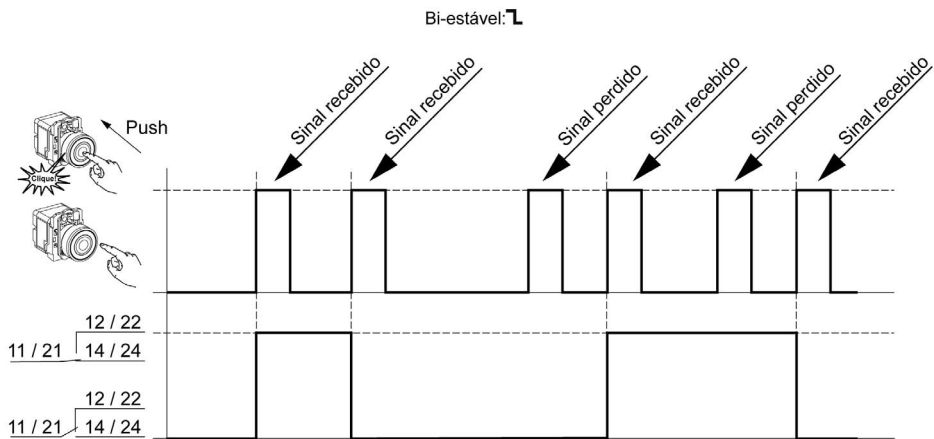 Bi-estável:
Sinal recebido
Sinal recebido
Sinal perdido
Sinal recebido
Sinal perdido
Sinal recebido
Push
Clique!
12 / 22
11 / 21 14 / 24
12 / 22
11 / 21 14 / 24